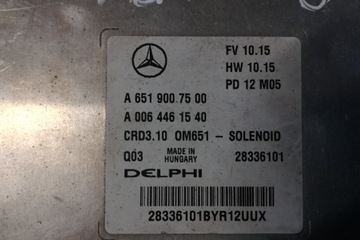 FV 10.15
HW 10.15
PD 12 M05
A 651 900 75 00
A 006 446 15 40
CRD3.10 OM651 - SOLENOID
Q03 MADE IN HUNGARY 28336101
DELPHI
28336101BYR12UUX